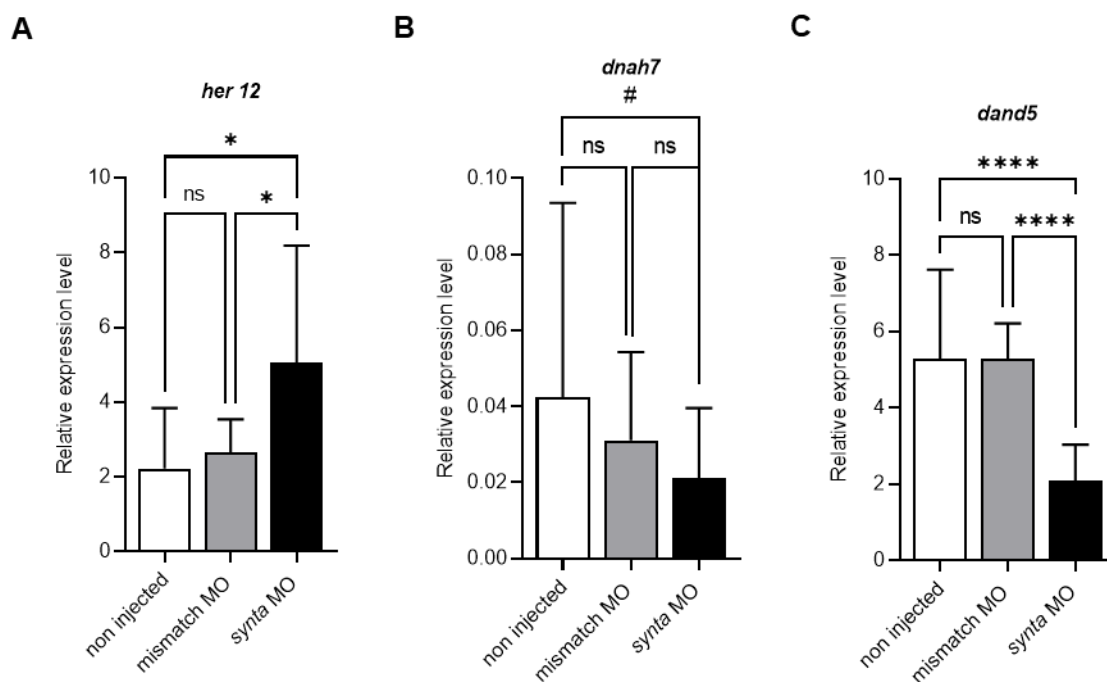 A
her 12
*
ns
*
Relative expression level
10
8
6
4
2
0
non injected
mismatch MO
synta MO
B
dnah7
#
ns
ns
Relative expression level
0.10
0.08
0.06
0.04
0.02
0.00
non injected
mismatch MO
synta MO
C
dand5
****
ns
****
Relative expression level
10
8
6
4
2
0
non injected
mismatch MO
synta MO